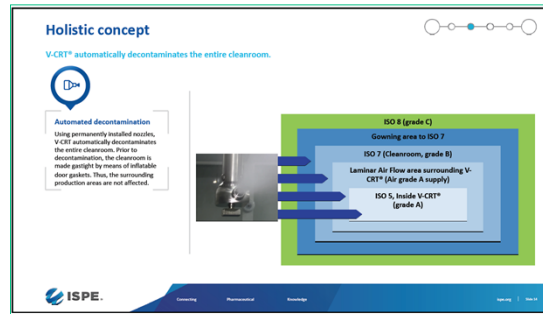 Holistic concept
V-CRT® automatically decontaminates the entire cleanroom.
Automated decontamination
Using permanently installed nozzles,
V-CRT automatically decontaminates
the entire cleanroom. Prior to
decontamination, the cleanroom is
made gastight by means of inflatable
door gaskets. Thus, the surrounding
production areas are not affected.
ISO 8 (grade C)
Gowning area to ISO 7
ISO 7 (Cleanroom, grade B)
Laminar Air Flow area surrounding V-
CRT® (Air grade A supply)
ISO 5, Inside V-CRT®
(grade A)
ISPE.
Connecting Pharmaceutical Knowledge
ispe.org